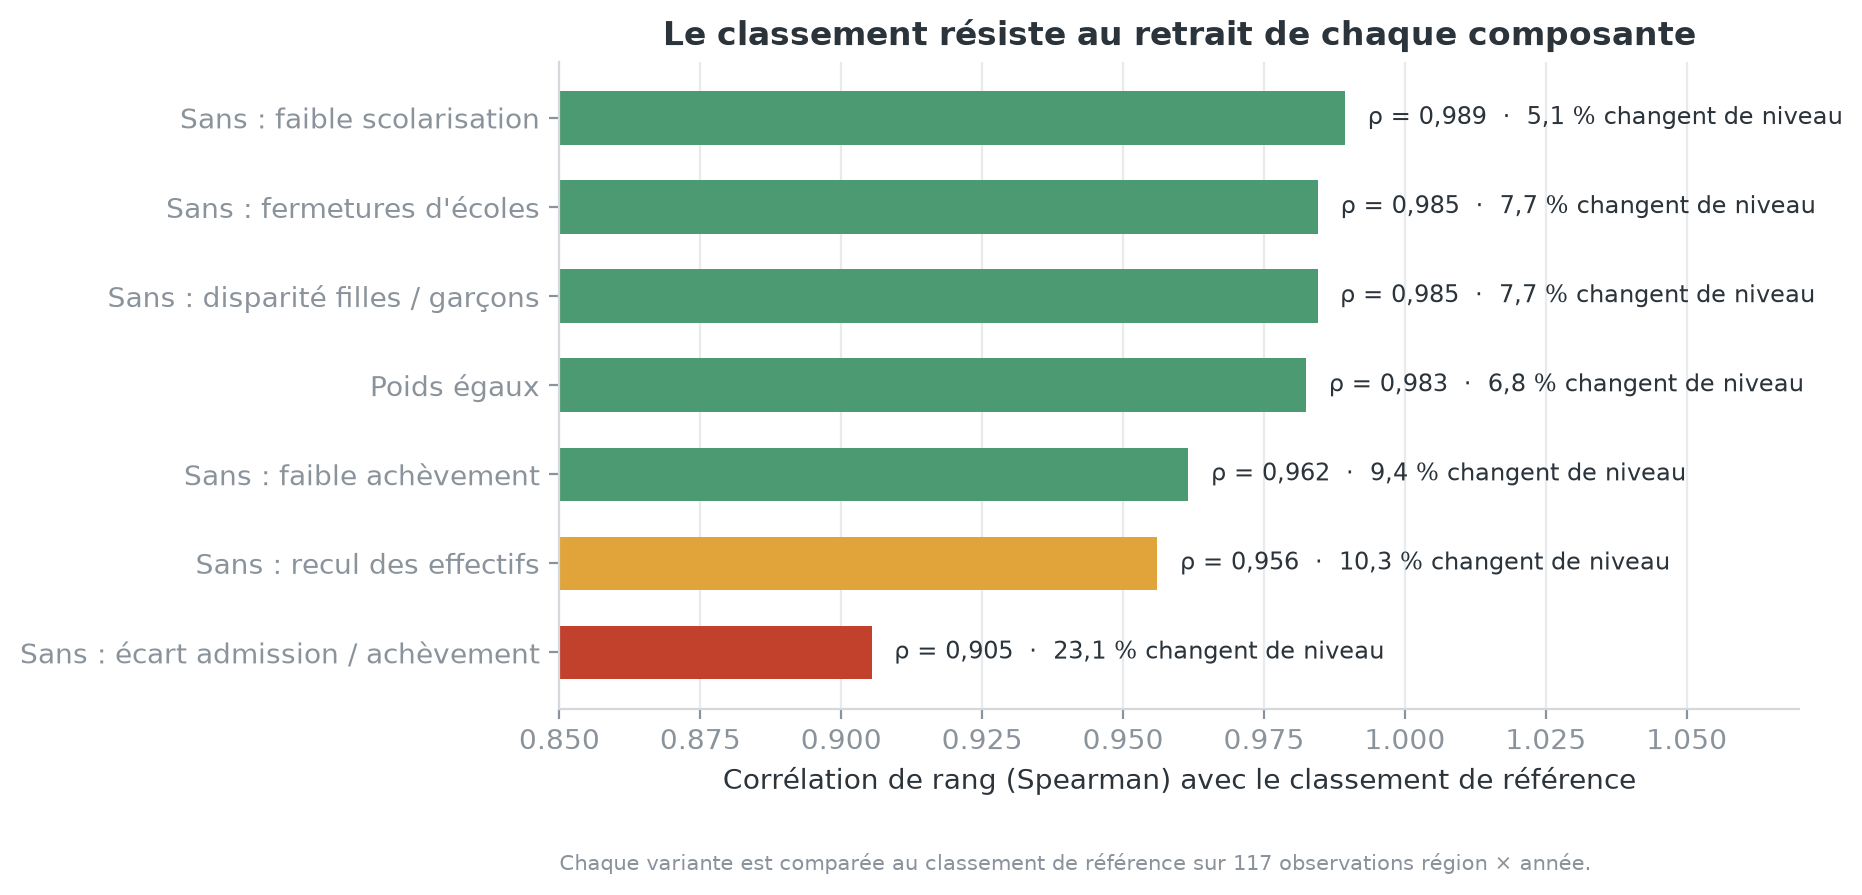 Le classement résiste au retrait de chaque composante
Sans : faible scolarisation
ρ = 0,989 · 5,1 % changent de niveau
Sans : fermetures d'écoles
ρ = 0,985 · 7,7 % changent de niveau
Sans : disparité filles / garçons
ρ = 0,985 · 7,7 % changent de niveau
Poids égaux
ρ = 0,983 · 6,8 % changent de niveau
Sans : faible achèvement
ρ = 0,962 · 9,4 % changent de niveau
Sans : recul des effectifs
ρ = 0,956 · 10,3 % changent de niveau
Sans : écart admission / achèvement
ρ = 0,905 · 23,1 % changent de niveau
0.850 0.875 0.900 0.925 0.950 0.975 1.000 1.025 1.050
Corrélation de rang (Spearman) avec le classement de référence
Chaque variante est comparée au classement de référence sur 117 observations région × année.